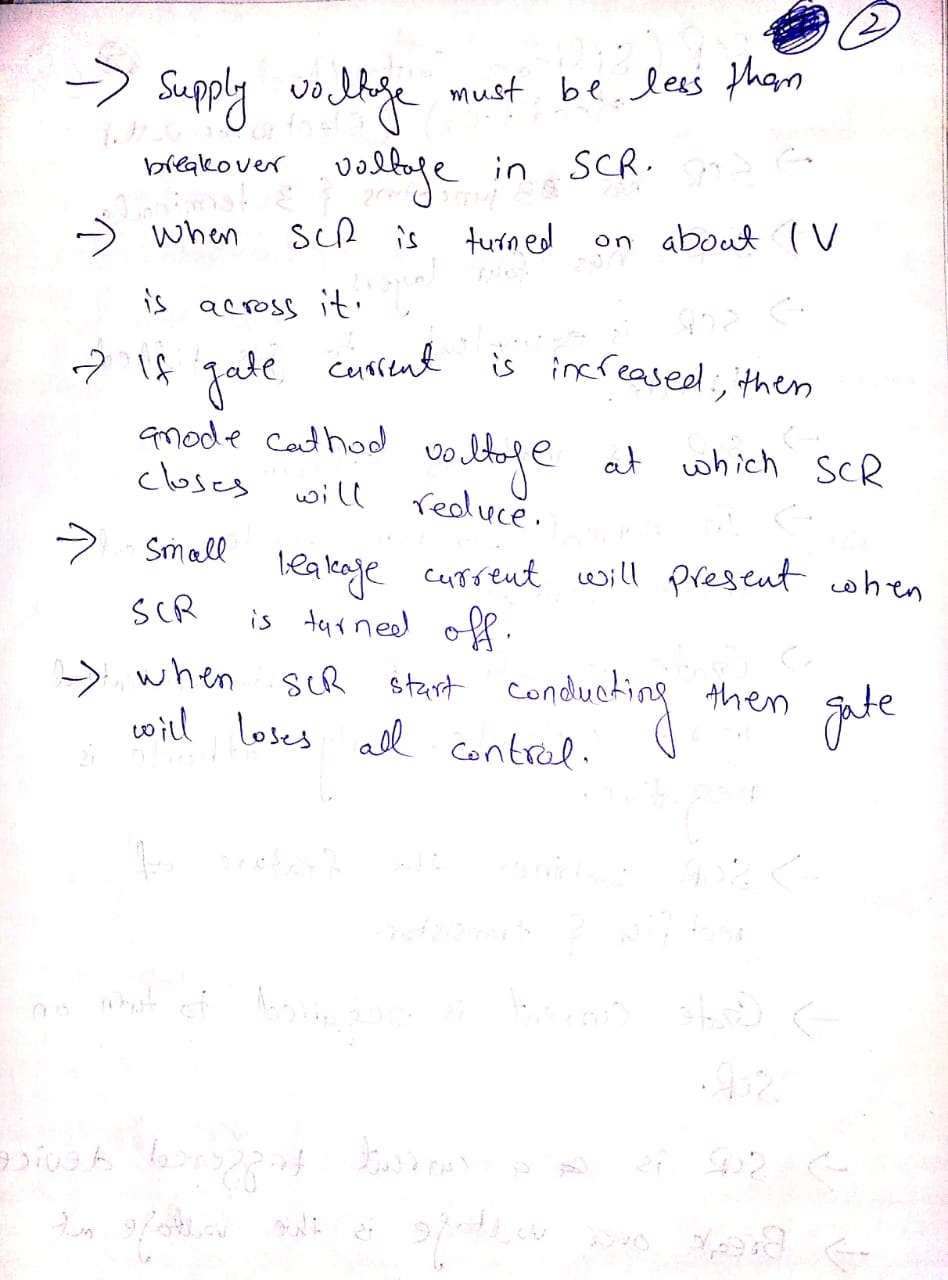 2
→ Supply voltage must be less than
breakover voltage in SCR.
→ When SCR is turned on about 1V
is across it.
→ If gate current is increased, then
anode cathod voltage at which SCR
closes will reduce.
→ Small leakage current will present when
SCR is turned off.
→ when SCR start conducting then gate
will loses all control.